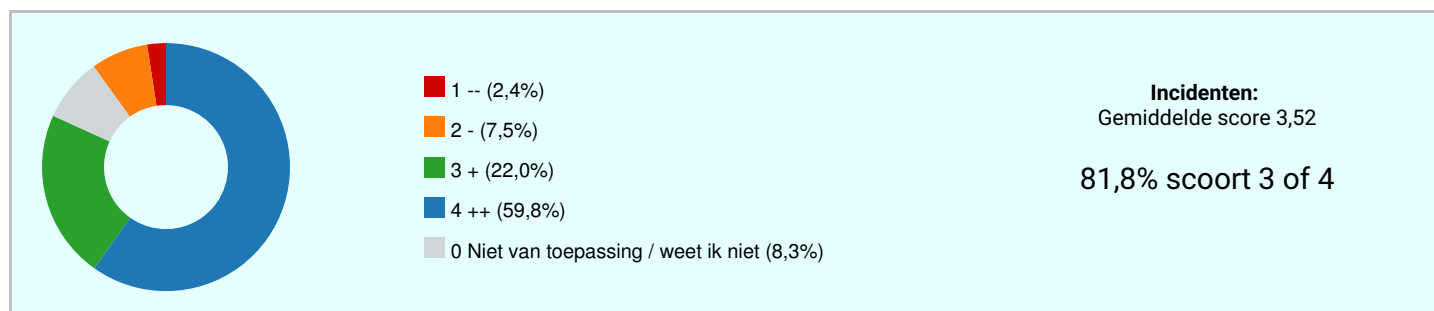 1 -- (2,4%)
2 - (7,5%)
3 + (22,0%)
4 ++ (59,8%)
0 Niet van toepassing / weet ik niet (8,3%)
Incidenten:
Gemiddelde score 3,52
81,8% scoort 3 of 4